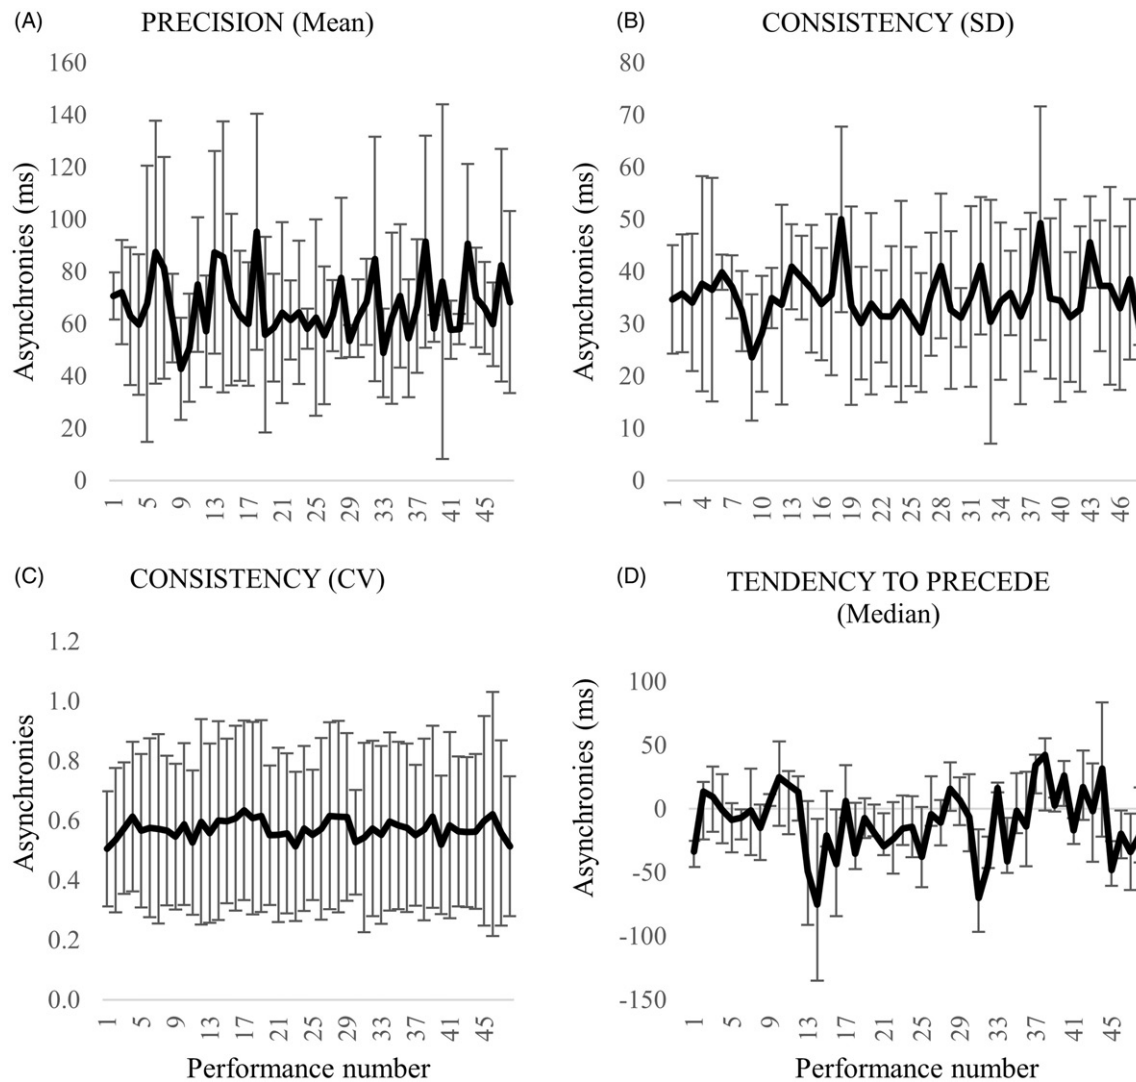 (A) PRECISION (Mean)
160
140
120
100
80
60
40
20
0
Asynchronies (ms)
1 5 9 13 17 21 25 29 33 37 41 45
(B) CONSISTENCY (SD)
80
70
60
50
40
30
20
10
0
Asynchronies (ms)
1 4 7 10 13 16 19 22 25 28 31 34 37 40 43 46
(C) CONSISTENCY (CV)
1.2
1.0
0.8
0.6
0.4
0.2
0.0
Asynchronies
1 5 9 13 17 21 25 29 33 37 41 45
Performance number
(D) TENDENCY TO PRECEDE
(Median)
100
50
0
-50
-100
-150
Asynchronies (ms)
1 5 9 13 17 21 25 29 33 37 41 45
Performance number